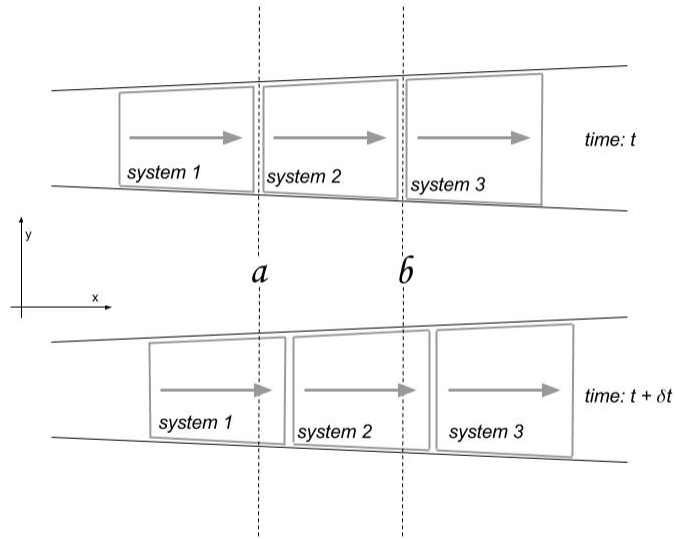 system 1
system 2
system 3
time: t
y
x
a
b
system 1
system 2
system 3
time: t + δt